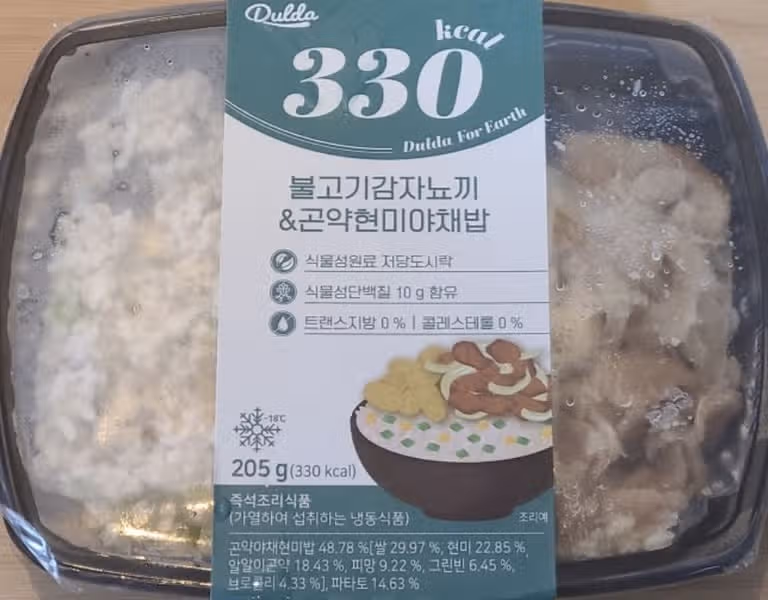 Dulda
330 kcal
Dulda For Earth
불고기감자뇨끼
&곤약현미야채밥
식물성원료 저당도시락
식물성단백질 10 g 함유
트랜스지방 0 % | 콜레스테롤 0 %
-18℃
205 g (330 kcal)
즉석조리식품
(가열하여 섭취하는 냉동식품)
조리예
곤약야채현미밥 48.78 %[쌀 29.97 %, 현미 22.85 %,
알알이곤약 18.43 %, 피망 9.22 %, 그린빈 6.45 %,
브로콜리 4.33 %], 파타토 14.63 %